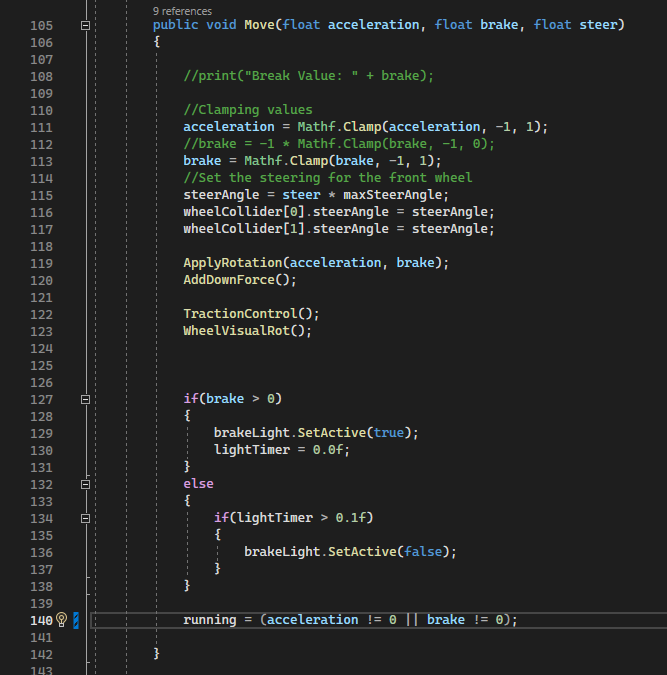 9 references
105 public void Move(float acceleration, float brake, float steer)
106 {
107
108 //print("Break Value: " + brake);
109
110 //Clamping values
111 acceleration = Mathf.Clamp(acceleration, -1, 1);
112 //brake = -1 * Mathf.Clamp(brake, -1, 0);
113 brake = Mathf.Clamp(brake, -1, 1);
114 //Set the steering for the front wheel
115 steerAngle = steer * maxSteerAngle;
116 wheelCollider[0].steerAngle = steerAngle;
117 wheelCollider[1].steerAngle = steerAngle;
118
119 ApplyRotation(acceleration, brake);
120 AddDownForce();
121
122 TractionControl();
123 WheelVisualRot();
124
125
126
127 if(brake > 0)
128 {
129 brakeLight.SetActive(true);
130 lightTimer = 0.0f;
131 }
132 else
133 {
134 if(lightTimer > 0.1f)
135 {
136 brakeLight.SetActive(false);
137 }
138 }
139
140 running = (acceleration != 0 || brake != 0);
141
142 }
143